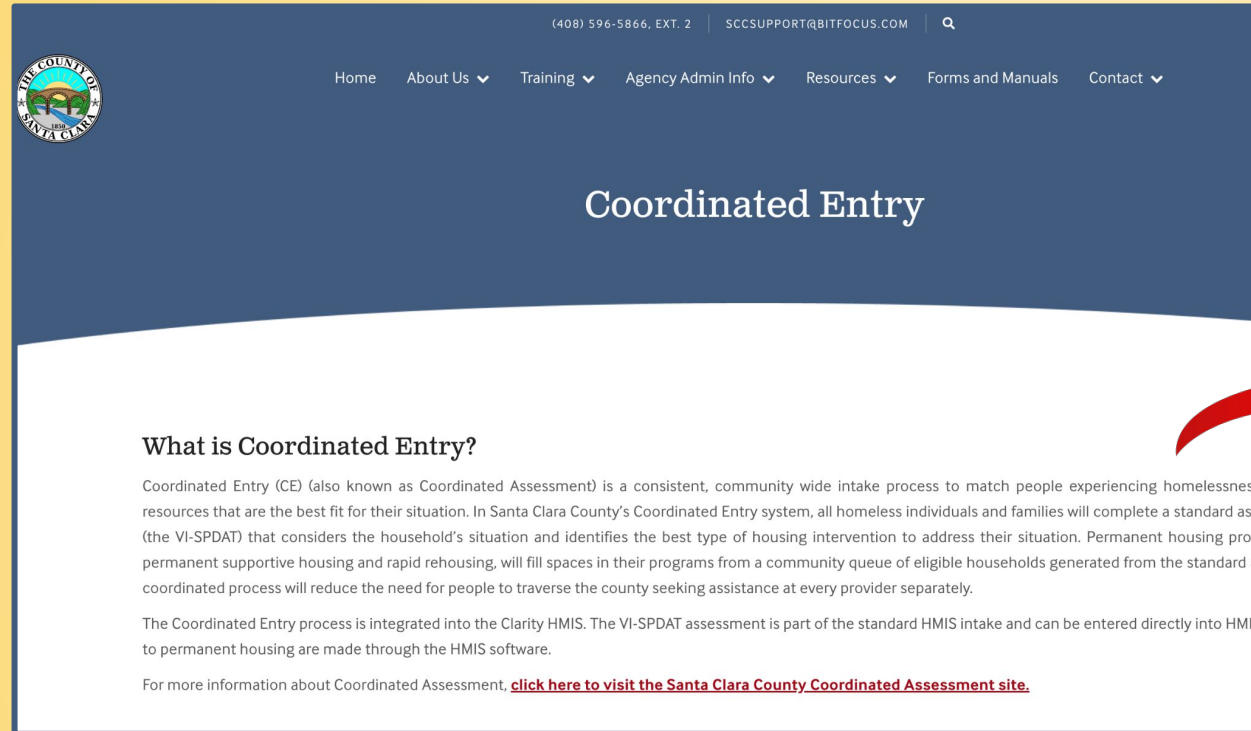 (408) 596-5866, EXT. 2 SCCSUPPORT@BITFOCUS.COM
THE COUNTY OF SANTA CLARA 1850
Home About Us Training Agency Admin Info Resources Forms and Manuals Contact
Coordinated Entry
What is Coordinated Entry?
Coordinated Entry (CE) (also known as Coordinated Assessment) is a consistent, community wide intake process to match people experiencing homelessnes
resources that are the best fit for their situation. In Santa Clara County's Coordinated Entry system, all homeless individuals and families will complete a standard as
(the VI-SPDAT) that considers the household's situation and identifies the best type of housing intervention to address their situation. Permanent housing pro
permanent supportive housing and rapid rehousing, will fill spaces in their programs from a community queue of eligible households generated from the standard
coordinated process will reduce the need for people to traverse the county seeking assistance at every provider separately.
The Coordinated Entry process is integrated into the Clarity HMIS. The VI-SPDAT assessment is part of the standard HMIS intake and can be entered directly into HMI
to permanent housing are made through the HMIS software.
For more information about Coordinated Assessment, click here to visit the Santa Clara County Coordinated Assessment site.